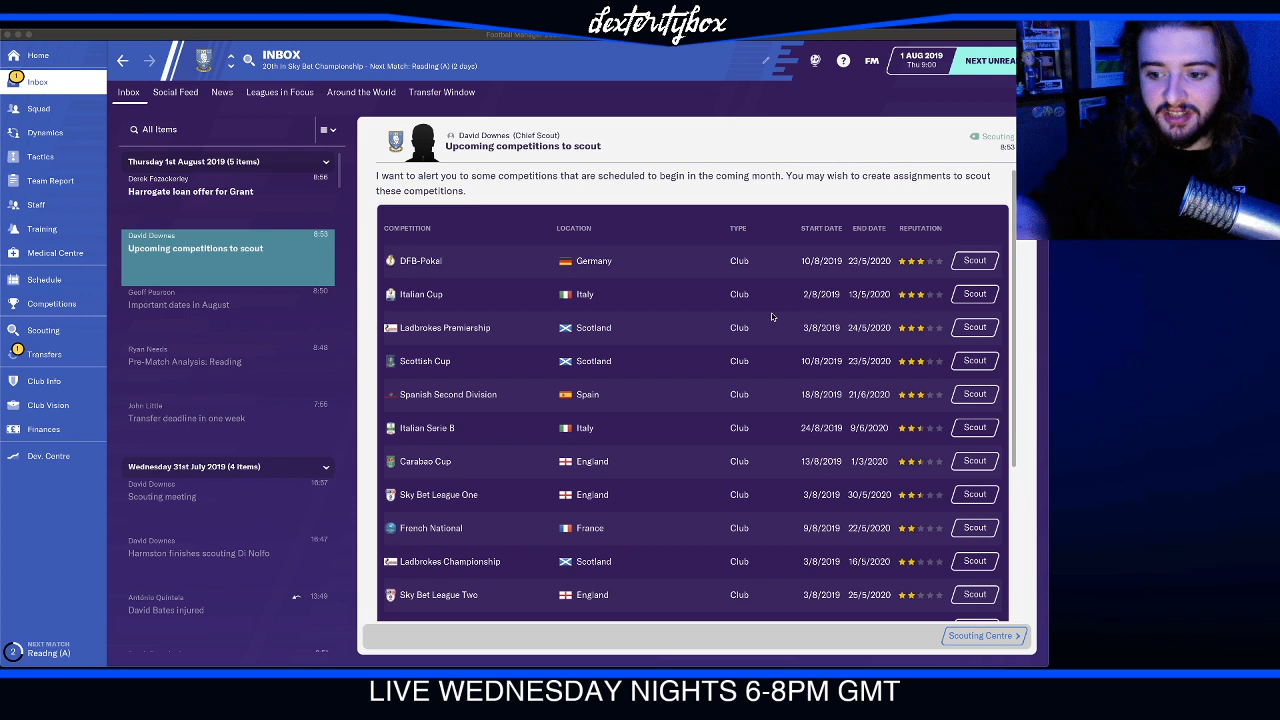 dexteritybox
Football Manager 20
Home
1
Inbox
Squad
Dynamics
Tactics
Team Report
Staff
Training
Medical Centre
Schedule
Competitions
Scouting
1
Transfers
Club Info
Club Vision
Finances
Dev. Centre
2
NEXT MATCH
Reading (A)
INBOX
20th in Sky Bet Championship - Next Match: Reading (A) (2 days)
? FM
1 AUG 2019
Thu 9:00
NEXT UNREA
Inbox Social Feed News Leagues in Focus Around the World Transfer Window
All Items
Thursday 1st August 2019 (5 items)
Derek Fazackerley 8:56
Harrogate loan offer for Grant
David Downes 8:53
Upcoming competitions to scout
Geoff Pearson 8:50
Important dates in August
Ryan Needs 8:48
Pre-Match Analysis: Reading
John Little 7:56
Transfer deadline in one week
Wednesday 31st July 2019 (4 items)
David Downes 16:57
Scouting meeting
David Downes 16:47
Harmston finishes scouting Di Nolfo
António Quintela 13:49
David Bates injured
David Downes (Chief Scout)
Upcoming competitions to scout
Scouting
8:53
I want to alert you to some competitions that are scheduled to begin in the coming month. You may wish to create assignments to scout
these competitions.
COMPETITION LOCATION TYPE START DATE END DATE REPUTATION
DFB-Pokal Germany Club 10/8/2019 23/5/2020 Scout
Italian Cup Italy Club 2/8/2019 13/5/2020 Scout
Ladbrokes Premiership Scotland Club 3/8/2019 24/5/2020 Scout
Scottish Cup Scotland Club 10/8/2019 23/5/2020 Scout
Spanish Second Division Spain Club 18/8/2019 21/6/2020 Scout
Italian Serie B Italy Club 24/8/2019 9/6/2020 Scout
Carabao Cup England Club 13/8/2019 1/3/2020 Scout
Sky Bet League One England Club 3/8/2019 30/5/2020 Scout
French National France Club 9/8/2019 22/5/2020 Scout
Ladbrokes Championship Scotland Club 3/8/2019 16/5/2020 Scout
Sky Bet League Two England Club 3/8/2019 25/5/2020 Scout
Scouting Centre >
LIVE WEDNESDAY NIGHTS 6-8PM GMT